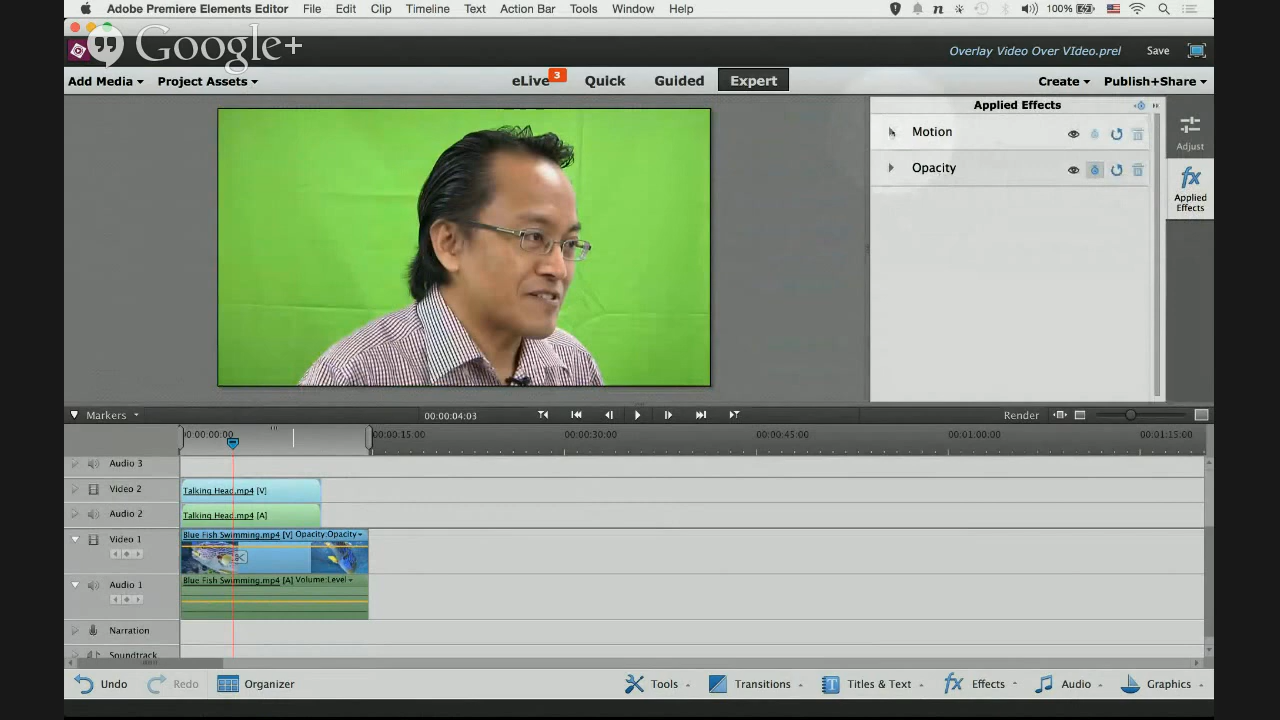 Adobe Premiere Elements Editor File Edit Clip Timeline Text Action Bar Tools Window Help 100%
Google+
Overlay Video Over VIdeo.prel Save
Add Media Project Assets eLive 3 Quick Guided Expert Create Publish+Share
Applied Effects
Motion
Adjust
Opacity
fx
Applied
Effects
Markers 00:00:04:03 Render
00:00:00:00 00:00:15:00 00:00:30:00 00:00:45:00 00:01:00:00 00:01:15:00
Audio 3
Video 2 Talking Head.mp4 [V]
Audio 2 Talking Head.mp4 [A]
Video 1 Blue Fish Swimming.mp4 [V] Opacity:Opacity
Audio 1 Blue Fish Swimming.mp4 [A] Volume:Level
Narration
Soundtrack
Undo Redo Organizer Tools Transitions T Titles & Text fx Effects Audio Graphics